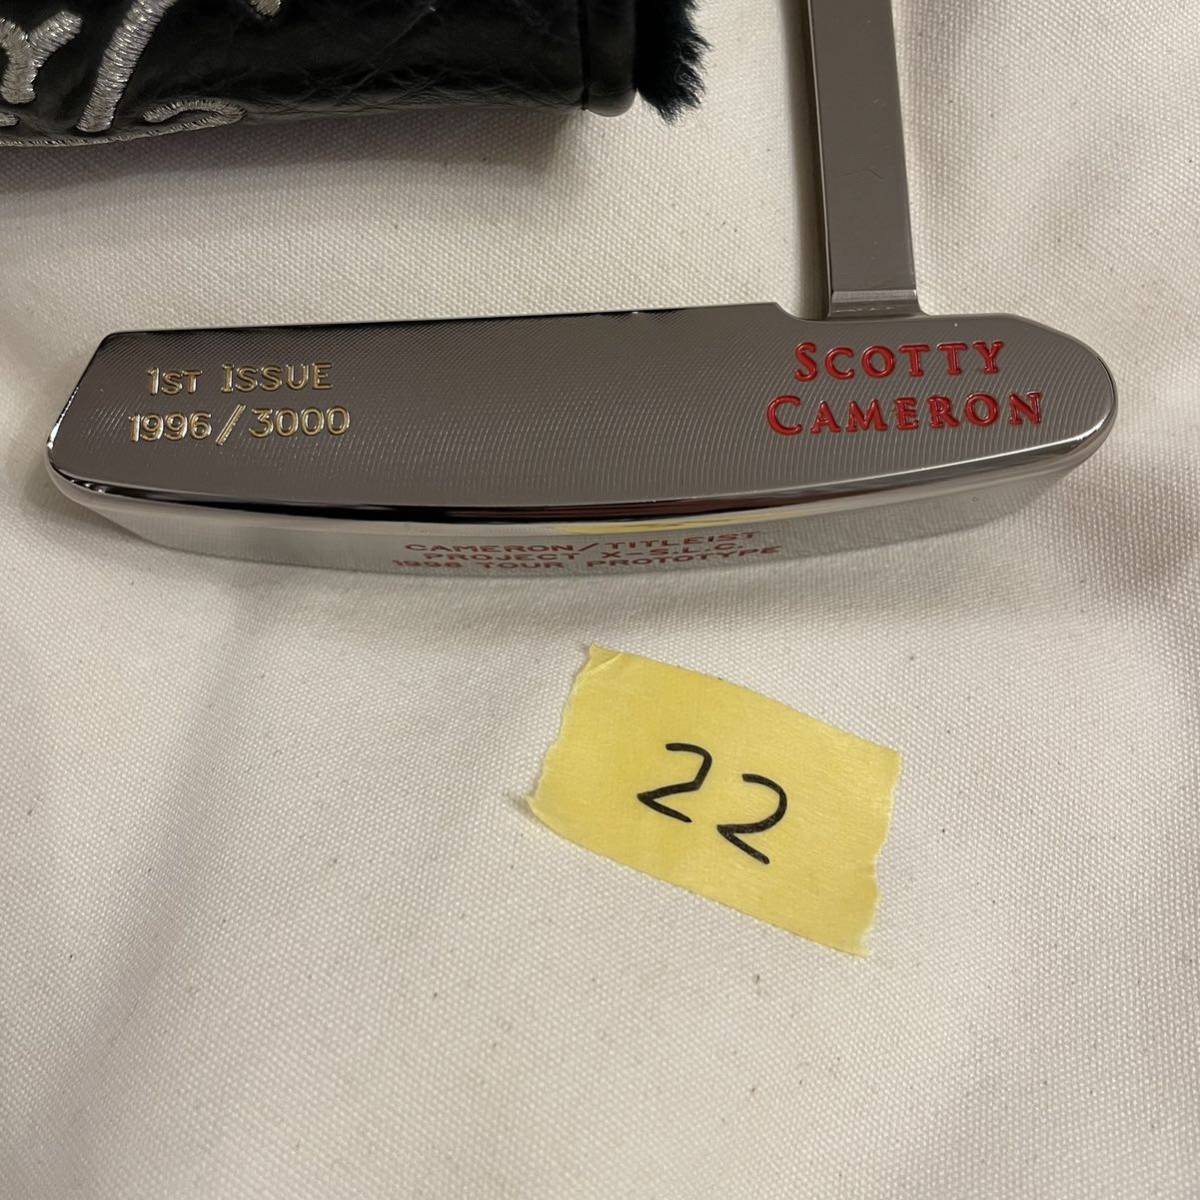 1ST ISSUE
1996/3000
SCOTTY
CAMERON
CAMERON/TITLEIST
PROJECT X-S.L.C.
1996 TOUR PROTOTYPE
22